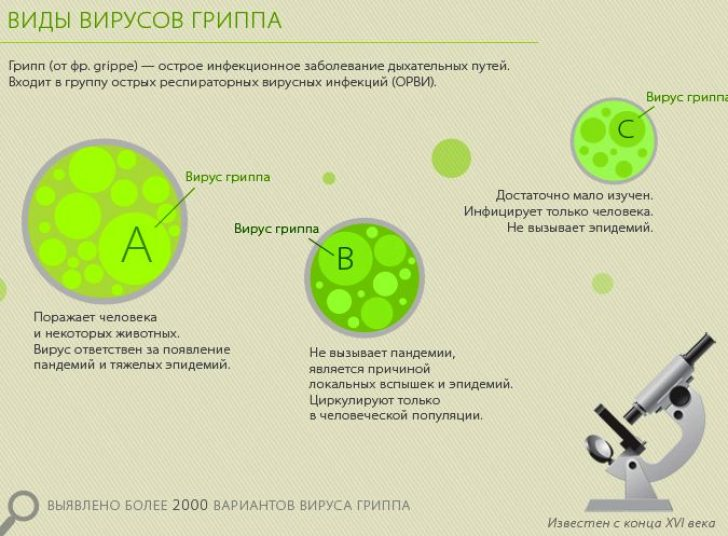 ВИДЫ ВИРУСОВ ГРИППА
Грипп (от фр. grippe) — острое инфекционное заболевание дыхательных путей.
Входит в группу острых респираторных вирусных инфекций (ОРВИ).
Вирус гриппа
C
Достаточно мало изучен.
Инфицирует только человека.
Не вызывает эпидемий.
Вирус гриппа
A
Поражает человека
и некоторых животных.
Вирус ответствен за появление
пандемий и тяжелых эпидемий.
Вирус гриппа
B
Не вызывает пандемии,
является причиной
локальных вспышек и эпидемий.
Циркулируют только
в человеческой популяции.
ВЫЯВЛЕНО БОЛЕЕ 2000 ВАРИАНТОВ ВИРУСА ГРИППА
Известен с конца XVI века